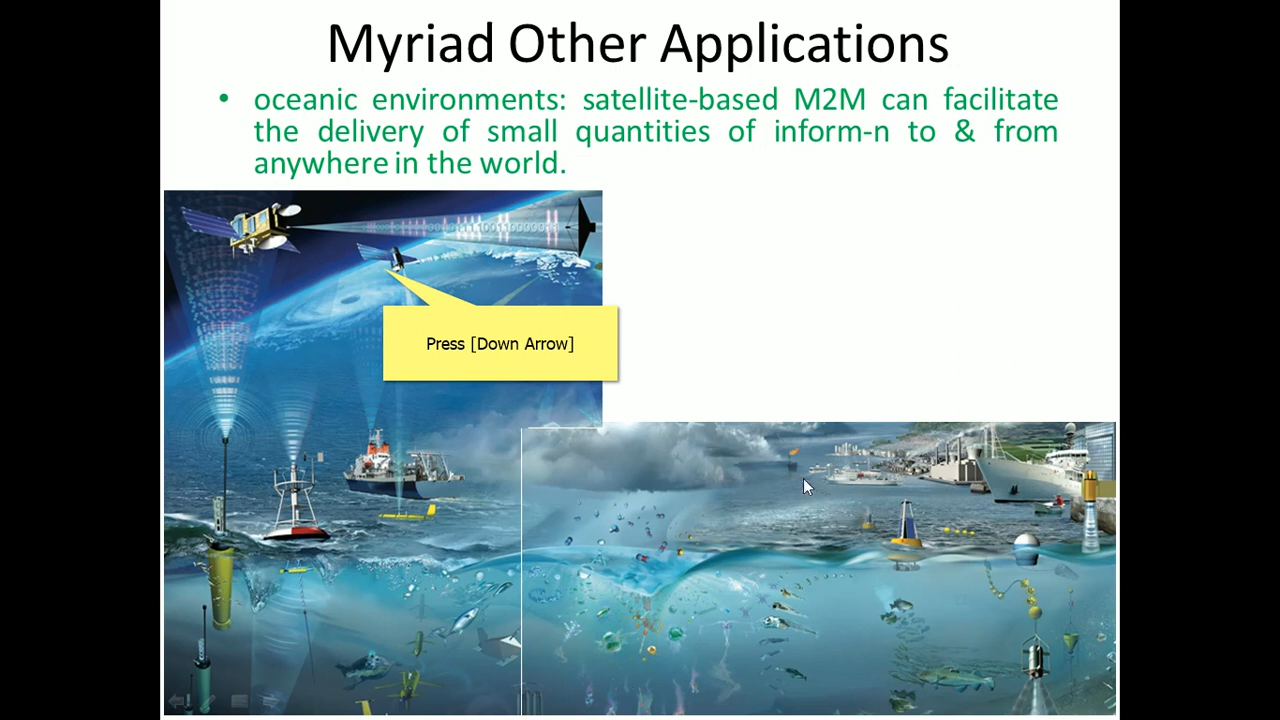 Myriad Other Applications
• oceanic environments: satellite-based M2M can facilitate
the delivery of small quantities of inform-n to & from
anywhere in the world.
Press [Down Arrow]